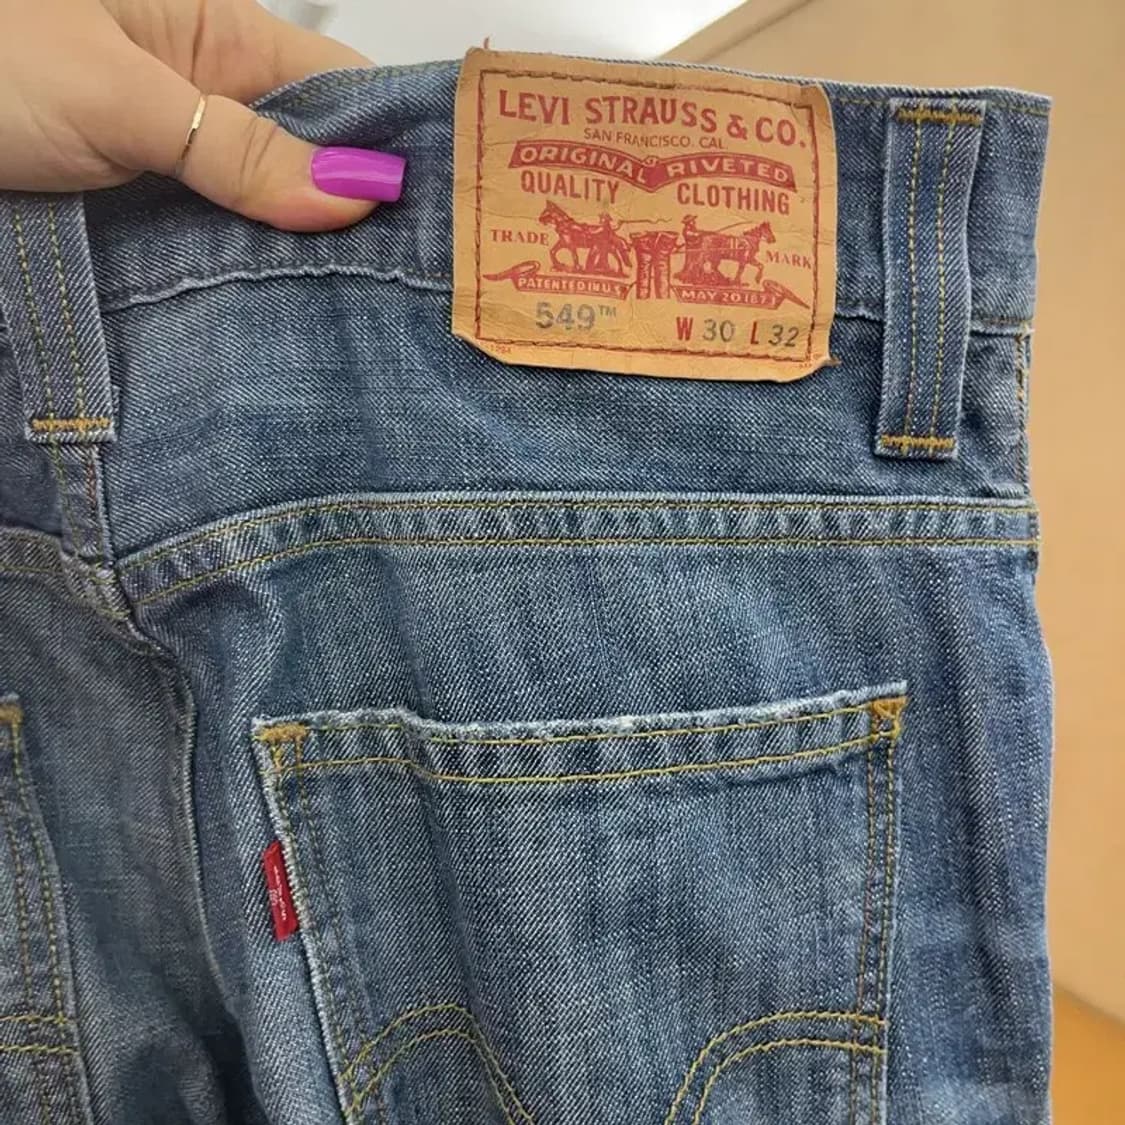 LEVI STRAUSS & CO.
SAN FRANCISCO. CAL
ORIGINAL RIVETED
QUALITY CLOTHING
TRADE MARK
PATENTED IN U.S MAY 20 1873
549™ W 30 L 32